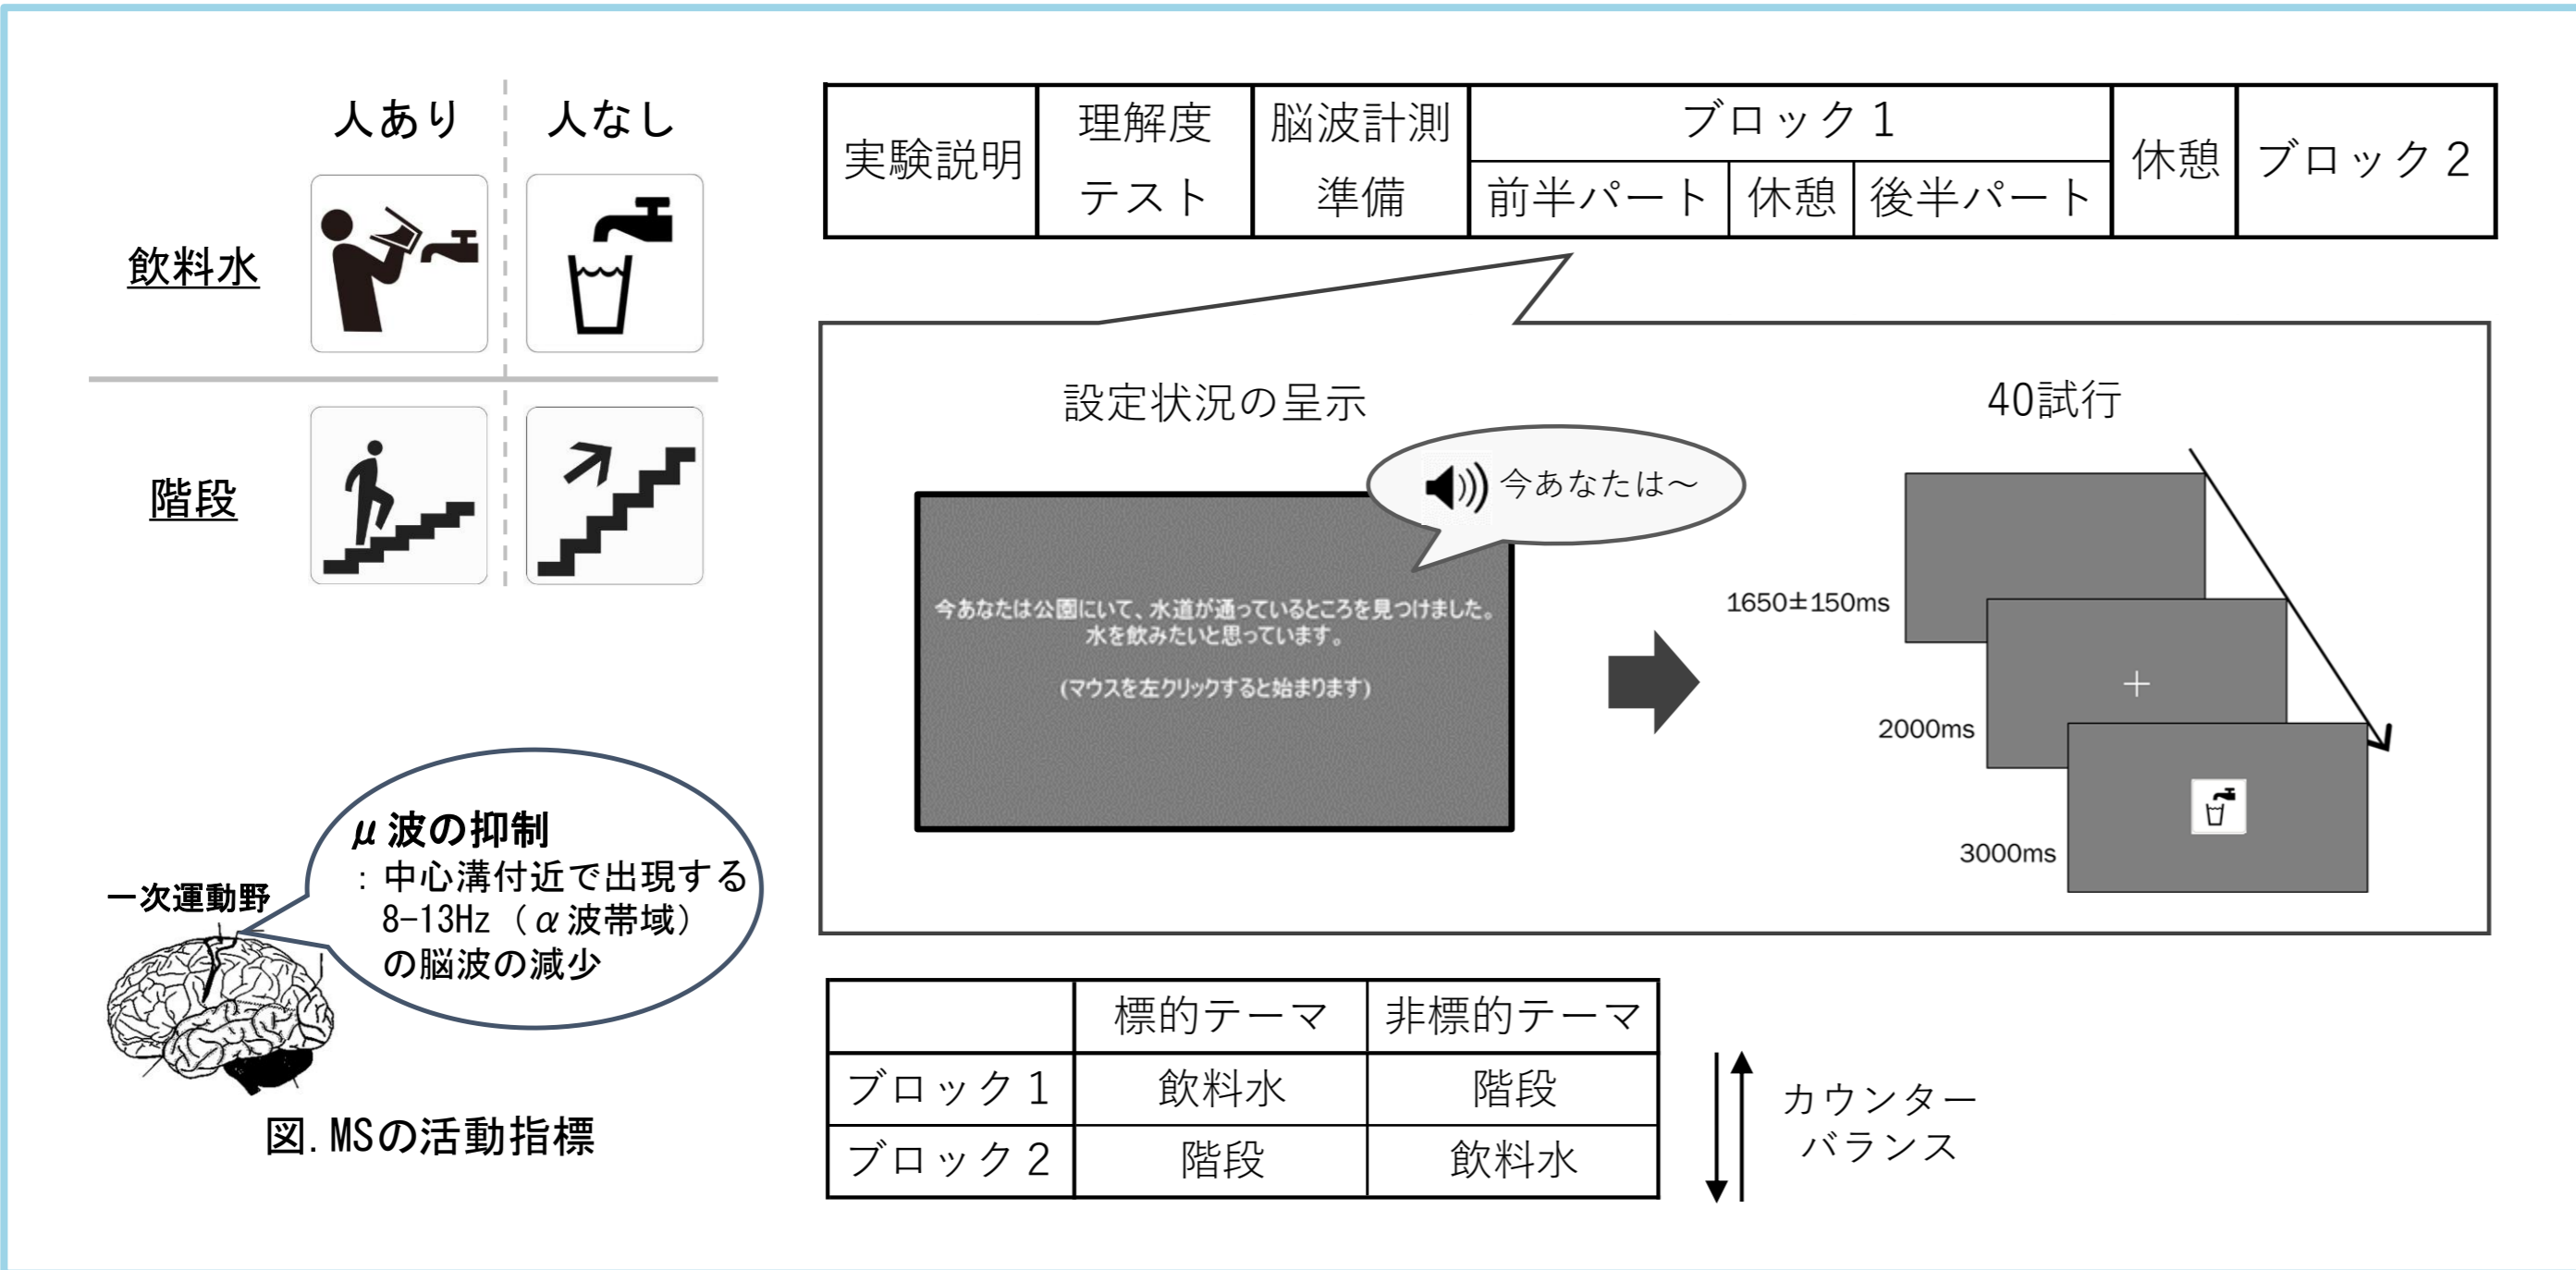 人あり
人なし
飲料水
階段
μ波の抑制
：中心溝付近で出現する
8-13Hz（α波帯域）
の脳波の減少
一次運動野
図.MSの活動指標
実験説明
理解度
テスト
脳波計測
準備
ブロック1
前半パート
休憩
後半パート
休憩
ブロック2
設定状況の呈示
今あなたは～
今あなたは公園にいて、水道が通っているところを見つけました。
水を飲みたいと思っています。
(マウスを左クリックすると始まります)
40試行
1650±150ms
2000ms
3000ms
標的テーマ
非標的テーマ
ブロック1
飲料水
階段
ブロック2
階段
飲料水
カウンター
バランス